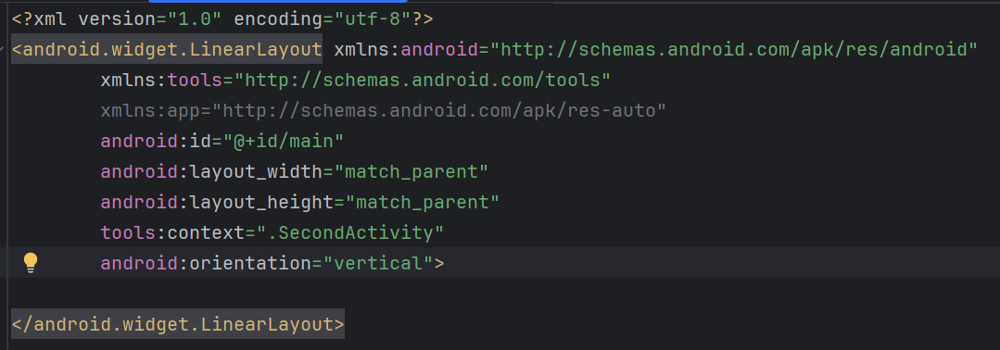 <?xml version="1.0" encoding="utf-8"?>
<android.widget.LinearLayout xmlns:android="http://schemas.android.com/apk/res/android"
xmlns:tools="http://schemas.android.com/tools"
xmlns:app="http://schemas.android.com/apk/res-auto"
android:id="@+id/main"
android:layout_width="match_parent"
android:layout_height="match_parent"
tools:context=".SecondActivity"
android:orientation="vertical">
</android.widget.LinearLayout>